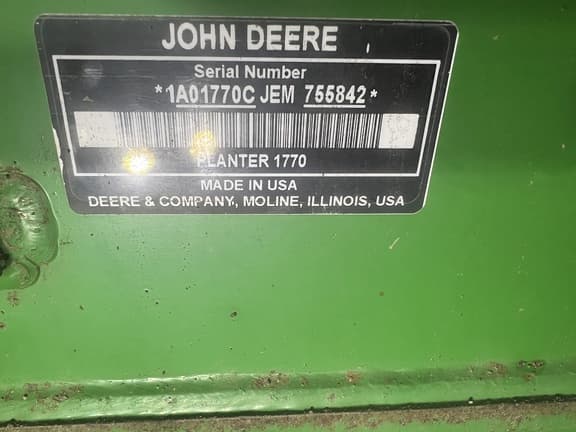 JOHN DEERE
Serial Number
*1A01770C JEM 755842*
PLANTER 1770
MADE IN USA
DEERE & COMPANY, MOLINE, ILLINOIS, USA